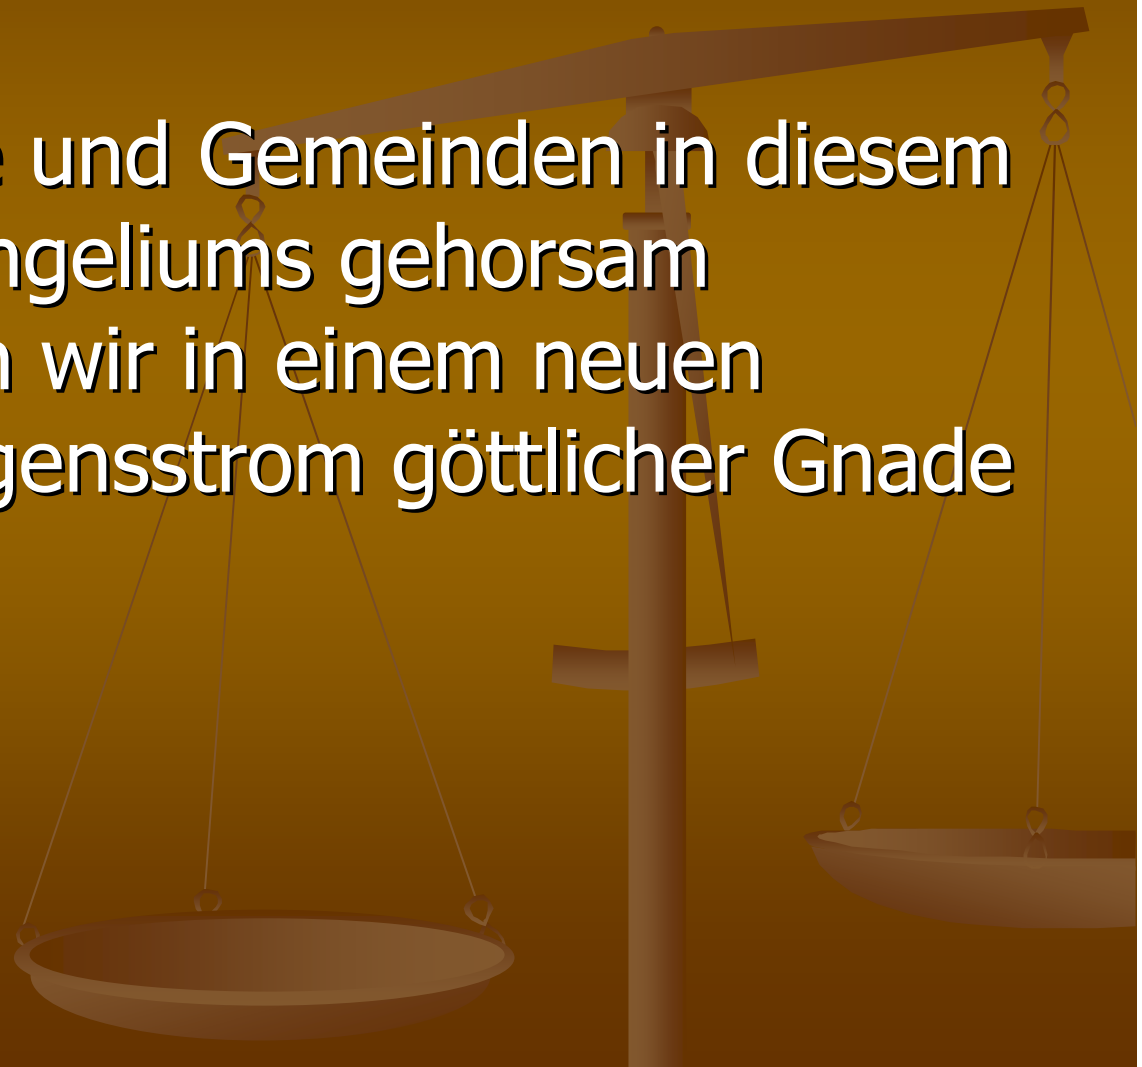 und Gemeinden in diesem
ngeliums gehorsam
wir in einem neuen
gensstrom göttlicher Gnade